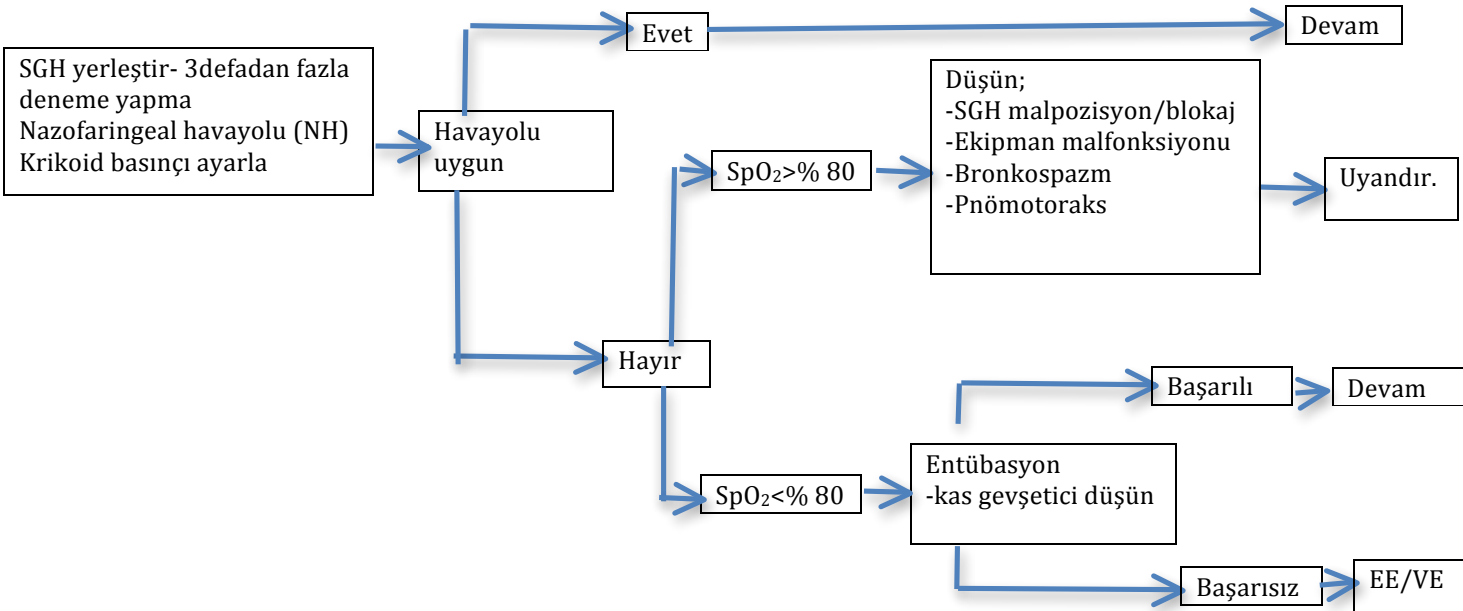 SGH yerleştir- 3defadan fazla
deneme yapma
Nazofaringeal havayolu (NH)
Krikoid basınçı ayarla
Havayolu
uygun
Evet
Devam
Hayır
SpO₂>% 80
Düşün;
-SGH malpozisyon/blokaj
-Ekipman malfonksiyonu
-Bronkospazm
-Pnömotoraks
Uyandır.
SpO₂<% 80
Entübasyon
-kas gevşetici düşün
Başarılı
Devam
Başarısız
EE/VE